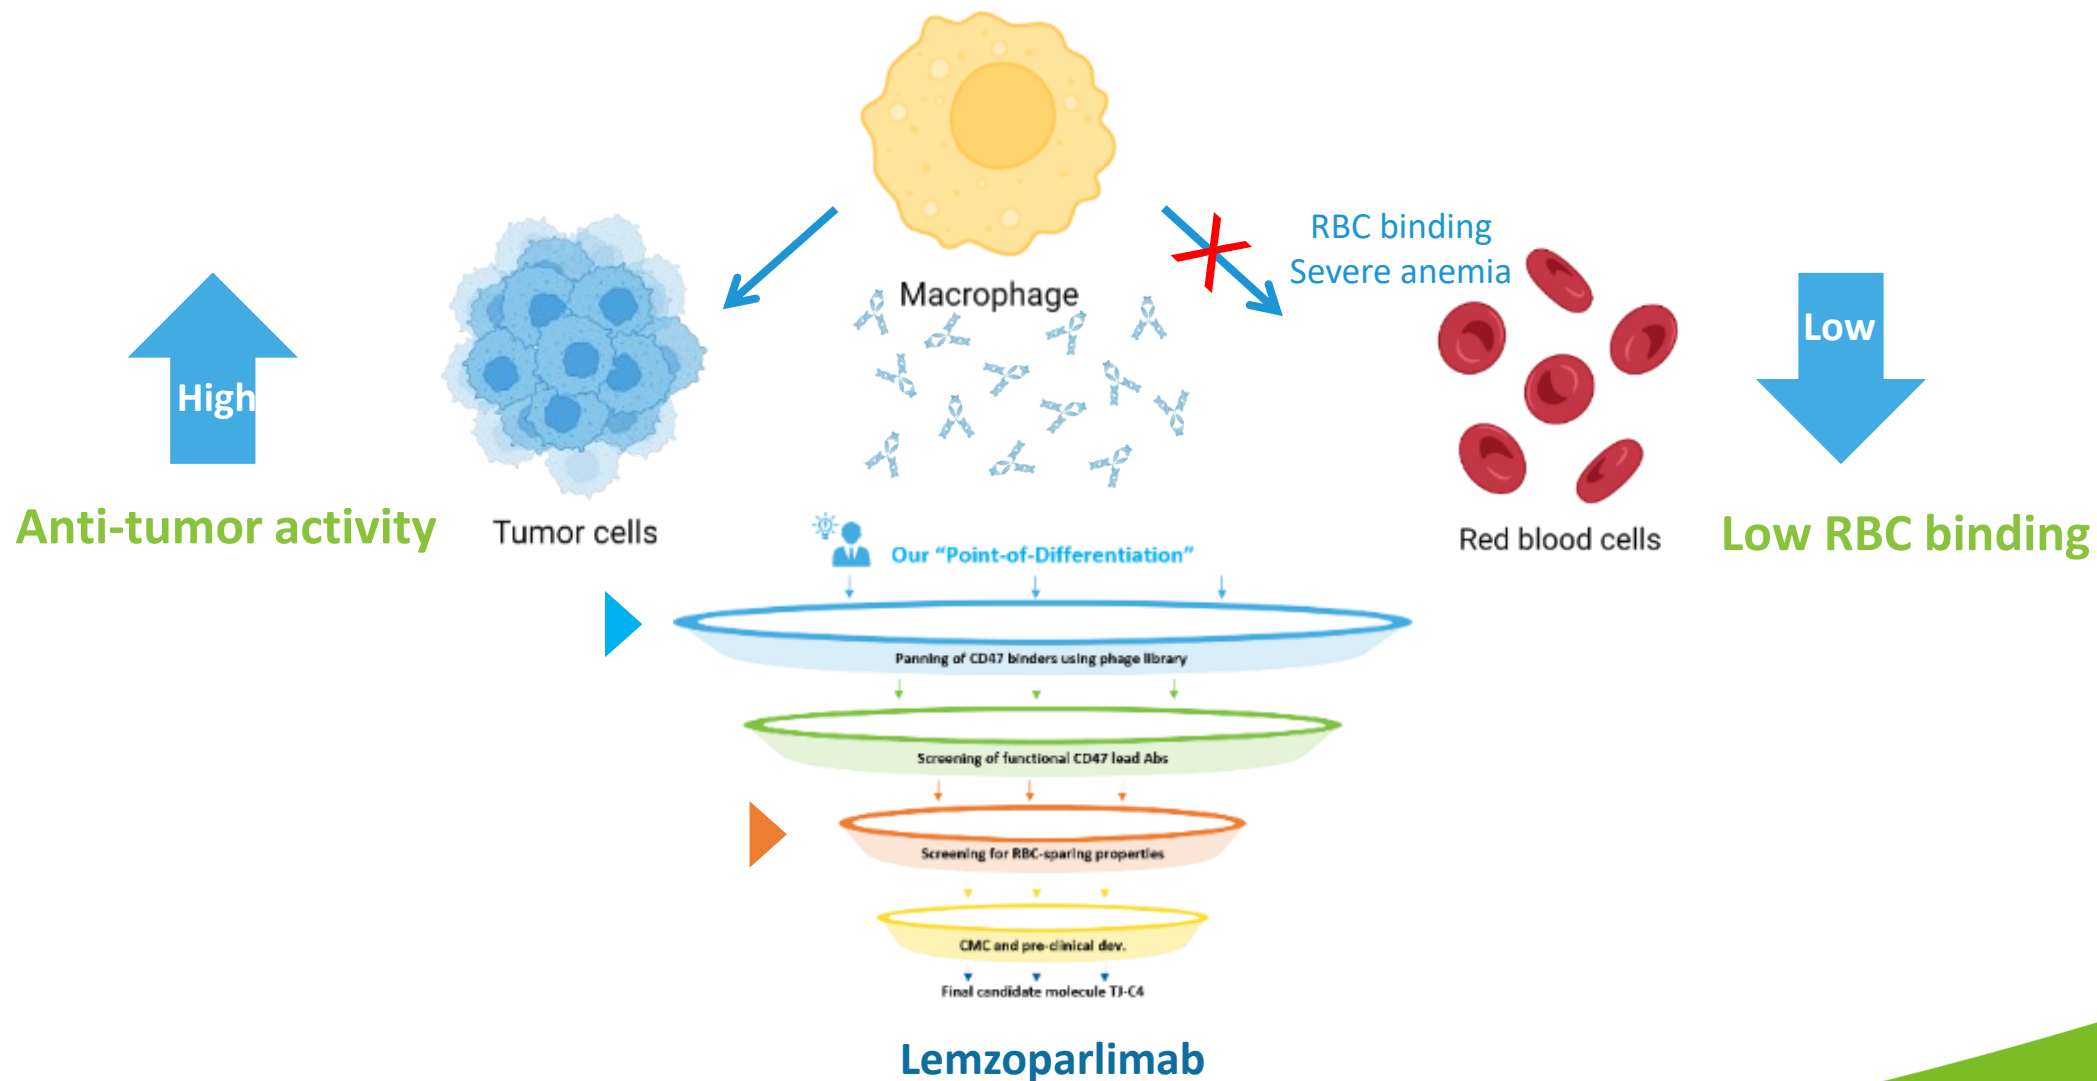 Macrophage
RBC binding
Severe anemia
High
Low
Anti-tumor activity
Tumor cells
Red blood cells
Low RBC binding
Our “Point-of-Differentiation”
Panning of CD47 binders using phage library
Screening of functional CD47 lead Abs
Screening for RBC-sparing properties
CMC and pre-clinical dev.
Final candidate molecule TJ-C4
Lemzoparlimab